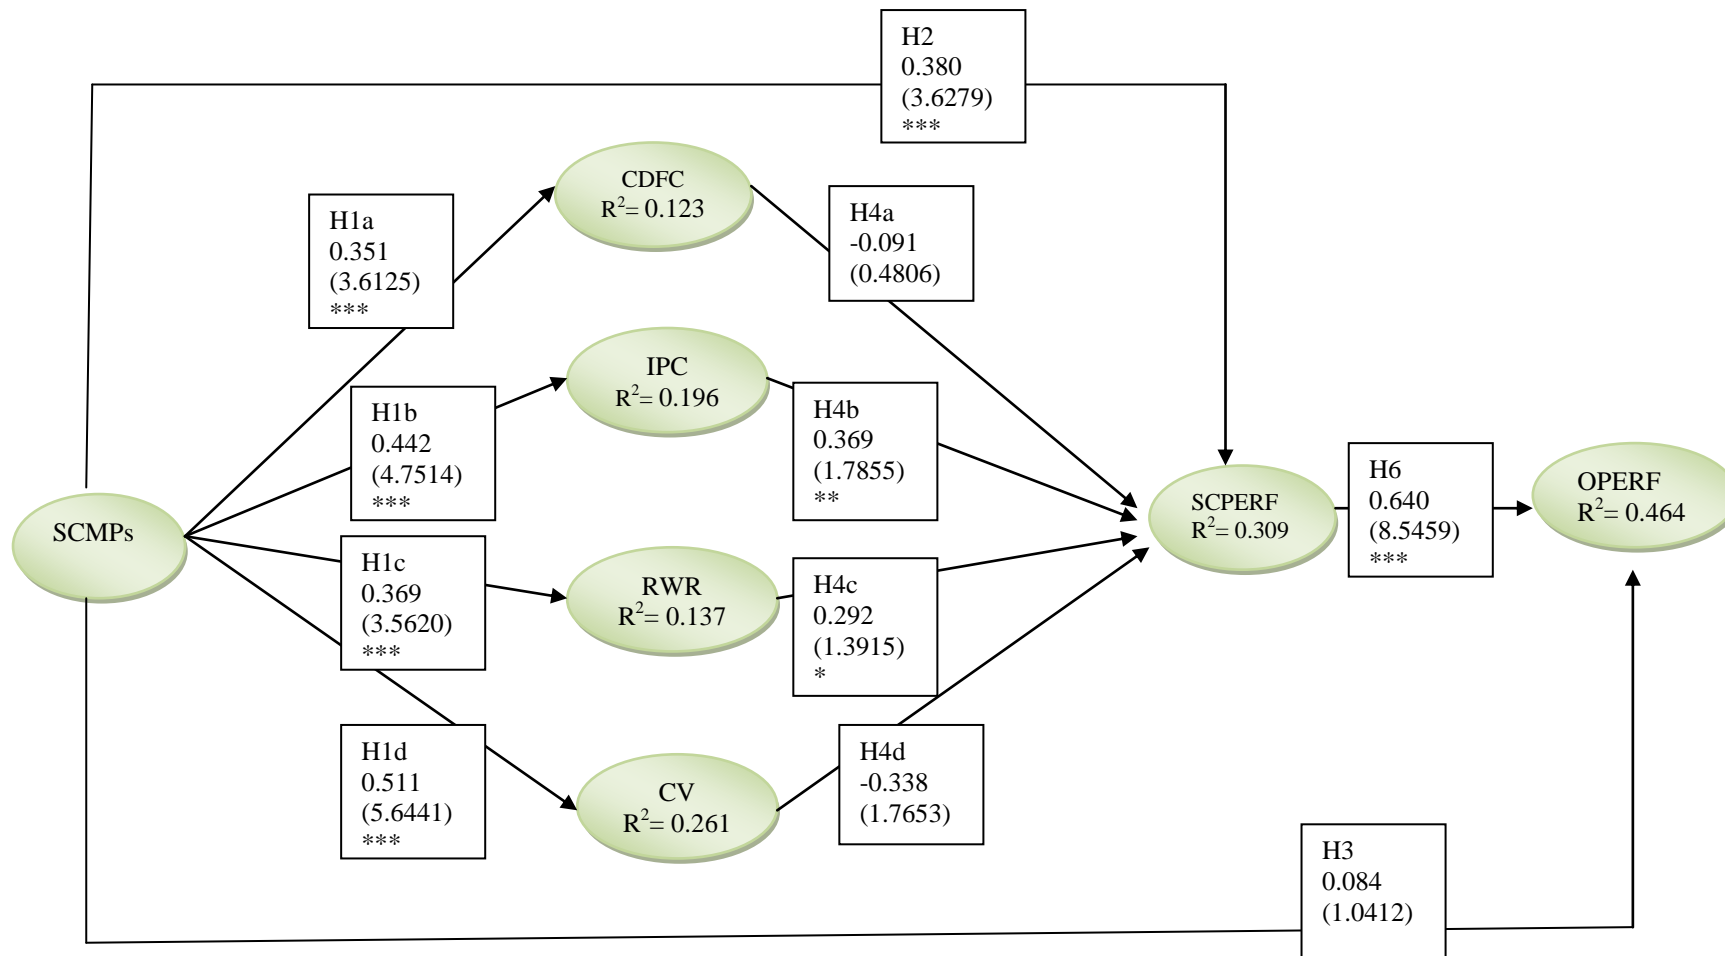 H2
0.380
(3.6279)
***
CDFC
R²= 0.123
H1a
0.351
(3.6125)
***
H4a
-0.091
(0.4806)
IPC
R²= 0.196
H1b
0.442
(4.7514)
***
H4b
0.369
(1.7855)
**
SCMPs
SCPERF
R²= 0.309
H6
0.640
(8.5459)
***
OPERF
R²= 0.464
H1c
0.369
(3.5620)
***
RWR
R²= 0.137
H4c
0.292
(1.3915)
*
H1d
0.511
(5.6441)
***
CV
R²= 0.261
H4d
-0.338
(1.7653)
H3
0.084
(1.0412)